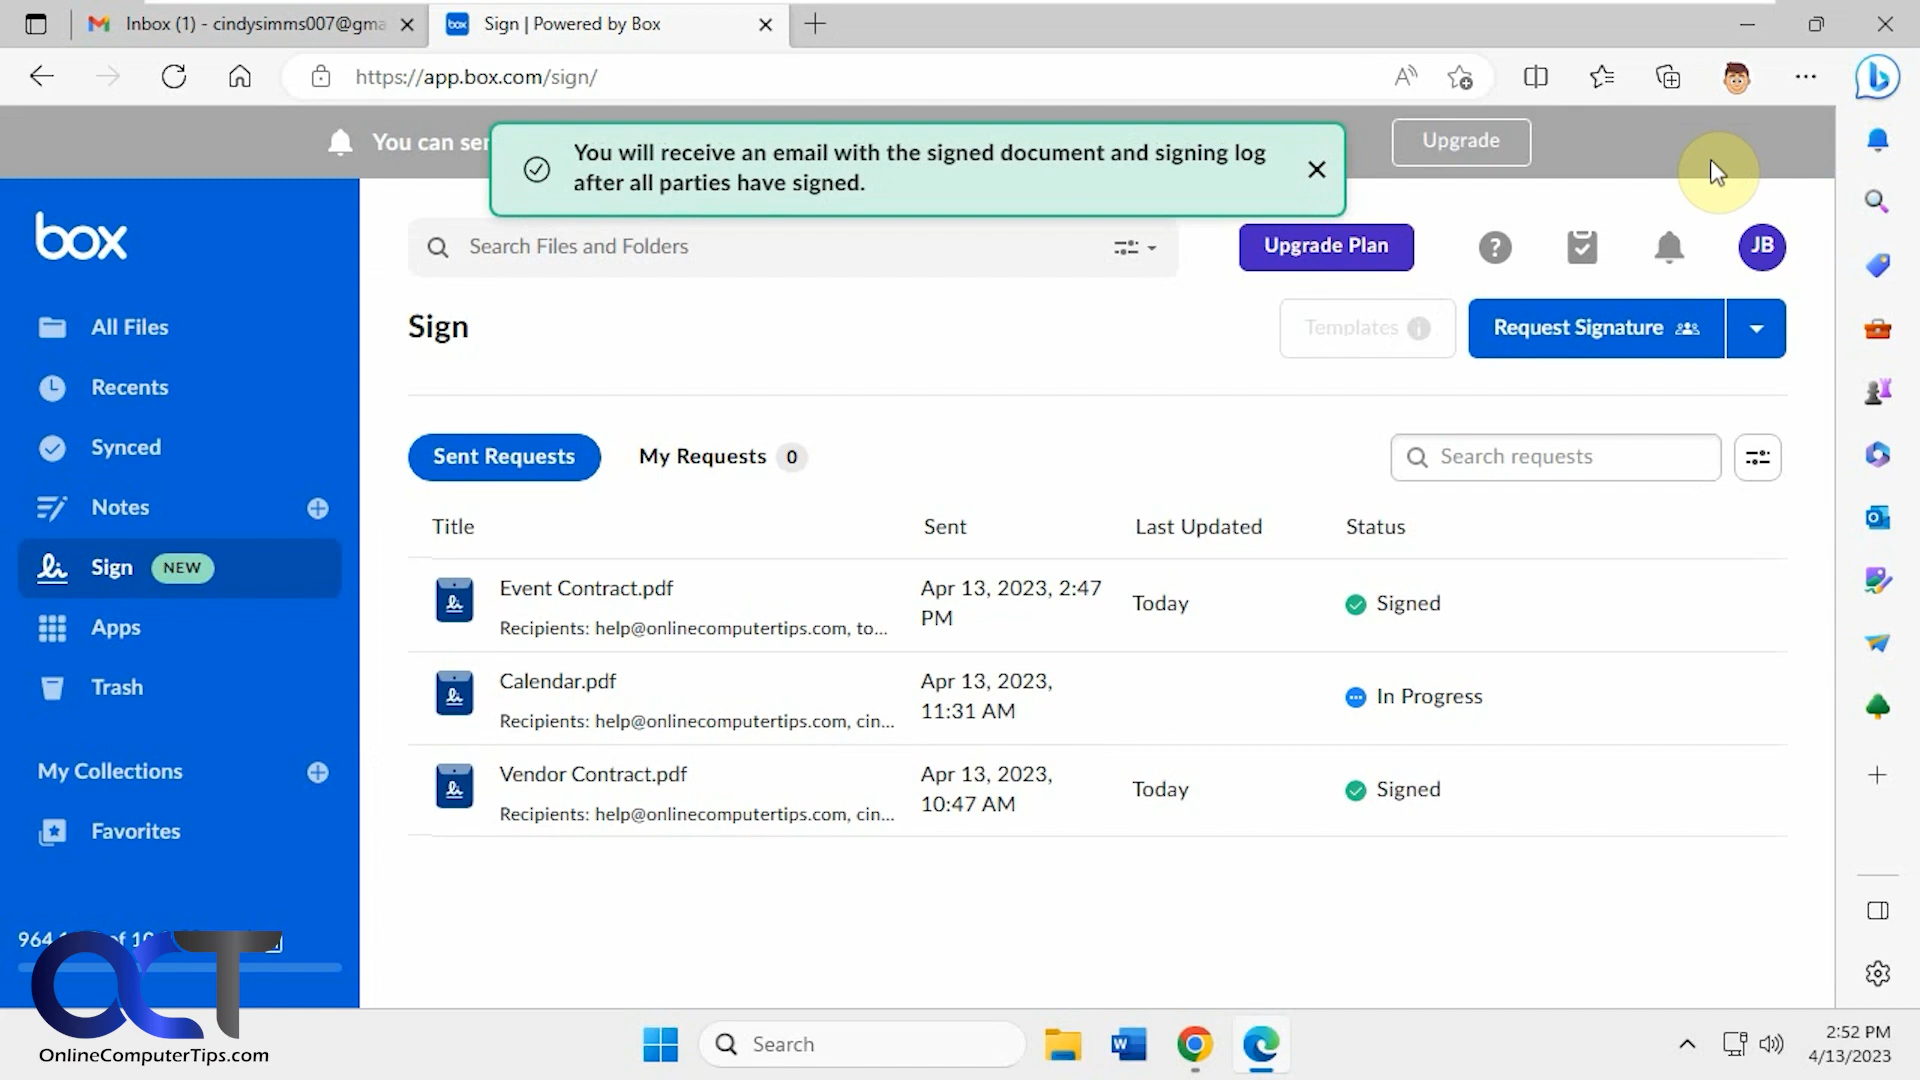 Inbox (1) - cindysimms007@gma
box
Sign | Powered by Box
https://app.box.com/sign/
You can ser
You will receive an email with the signed document and signing log
after all parties have signed.
Upgrade
box
Search Files and Folders
Upgrade Plan
JB
Sign
Templates
Request Signature
All Files
Recents
Synced
Notes
Sign NEW
Apps
Trash
My Collections
Favorites
Sent Requests
My Requests 0
Search requests
Title
Sent
Last Updated
Status
Event Contract.pdf
Recipients: help@onlinecomputertips.com, to...
Apr 13, 2023, 2:47
PM
Today
Signed
Calendar.pdf
Recipients: help@onlinecomputertips.com, cin...
Apr 13, 2023,
11:31 AM
In Progress
Vendor Contract.pdf
Recipients: help@onlinecomputertips.com, cin...
Apr 13, 2023,
10:47 AM
Today
Signed
964
OCT
OnlineComputerTips.com
Search
2:52 PM
4/13/2023